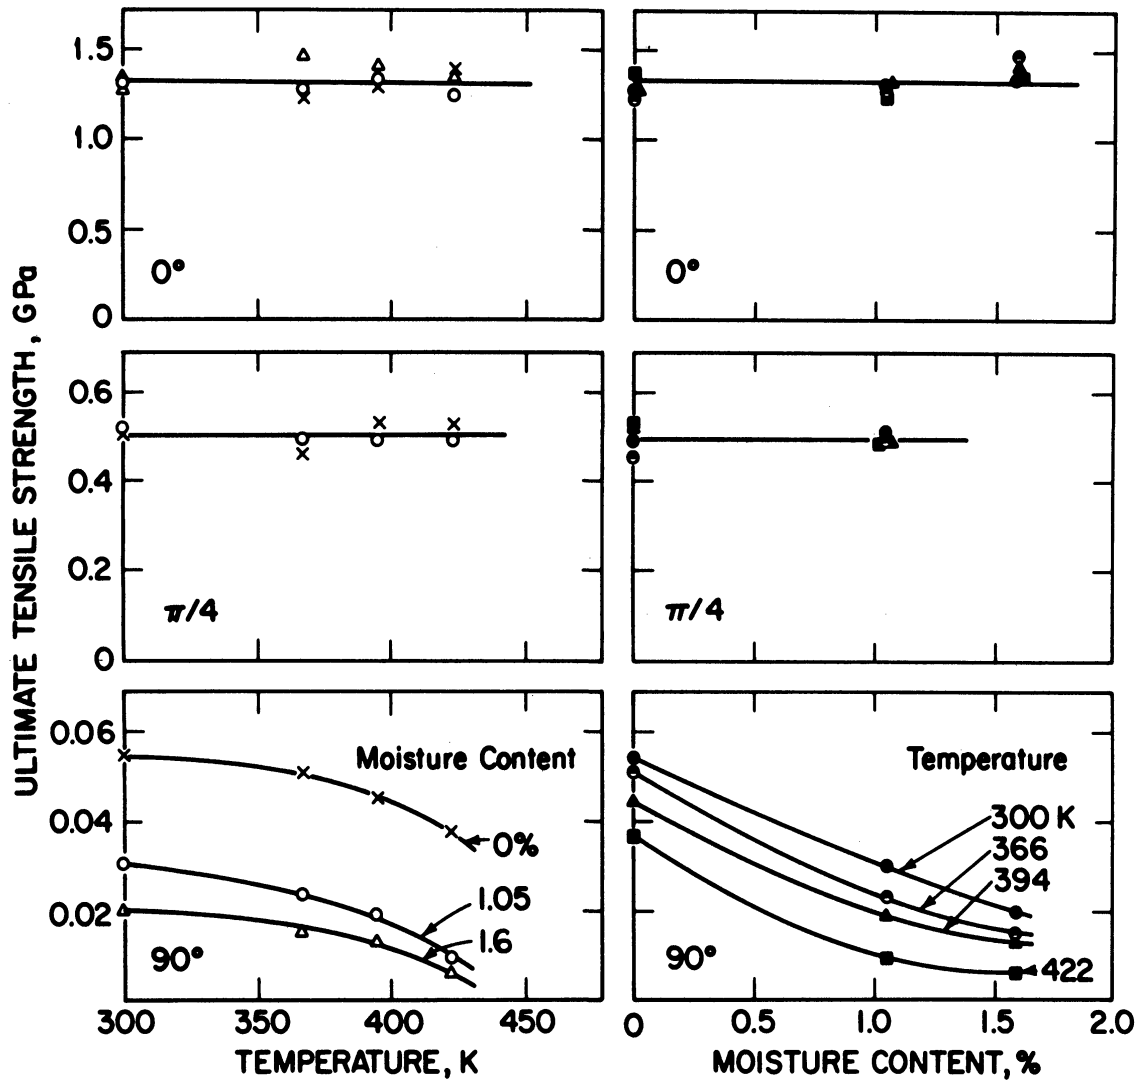 ULTIMATE TENSILE STRENGTH, GPa
1.5
1.0
0.5
0
0°
0°
0.6
0.4
0.2
0
π/4
π/4
0.06
0.04
0.02
Moisture Content
0%
1.05
1.6
90°
300 350 400 450
TEMPERATURE, K
Temperature
300 K
366
394
422
90°
0 0.5 1.0 1.5 2.0
MOISTURE CONTENT, %